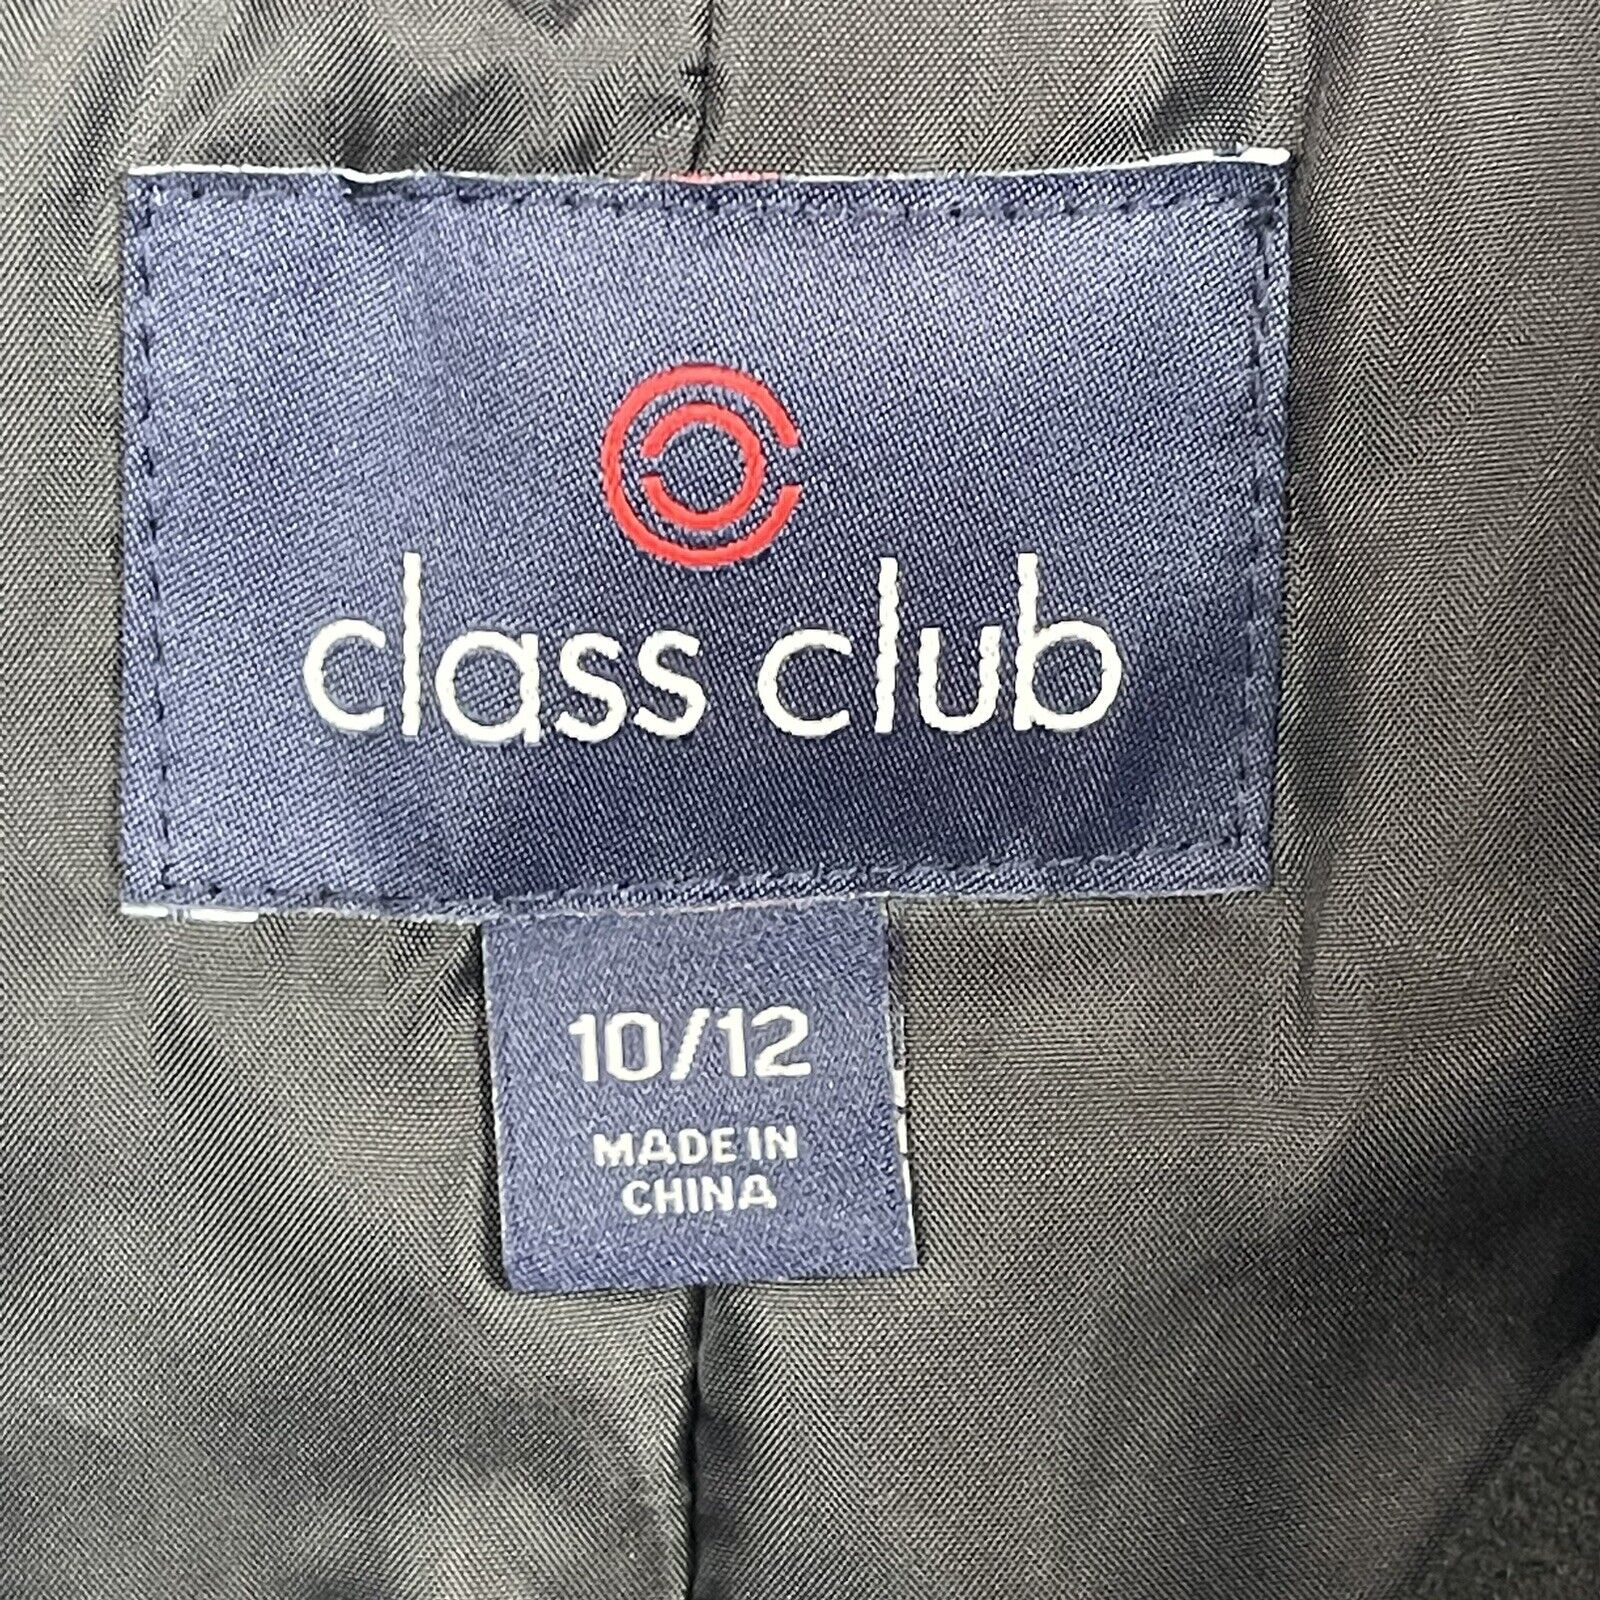 class club
10/12
MADE IN
CHINA